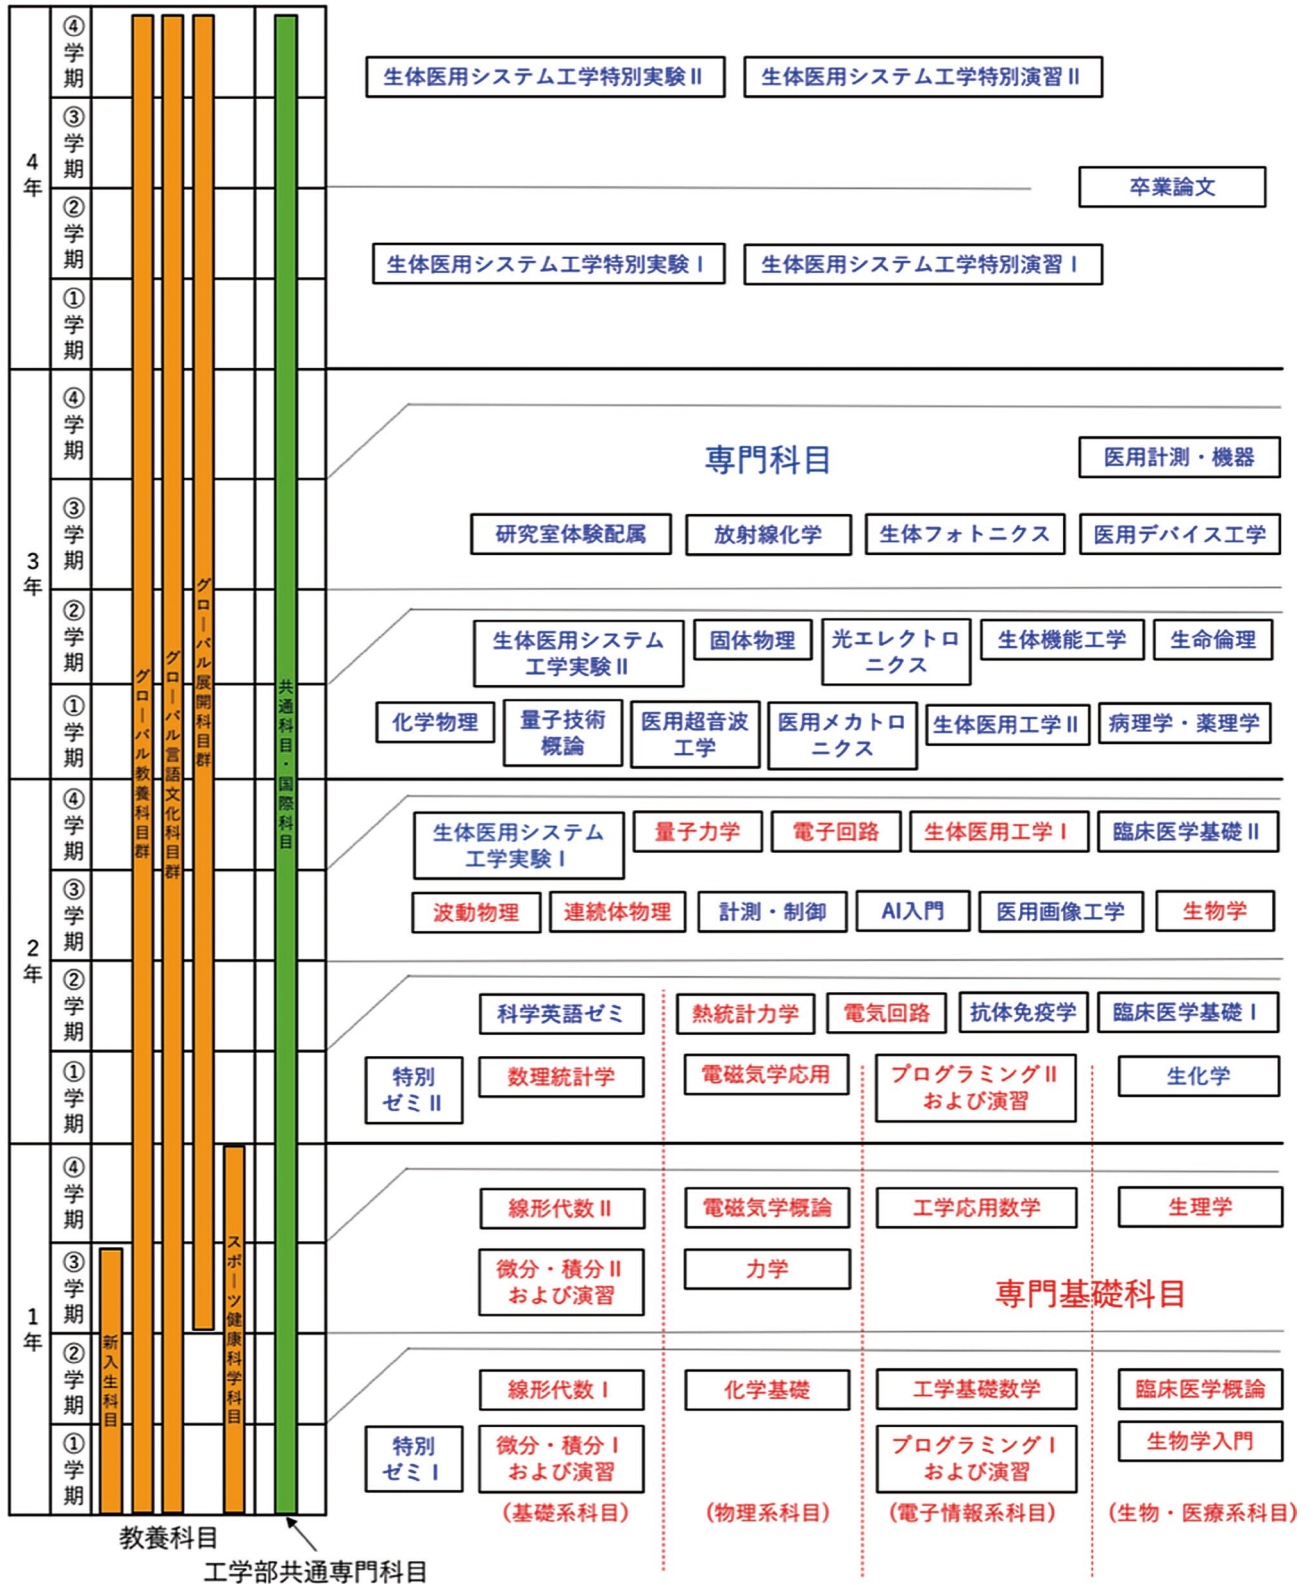 4年
④学期
③学期
②学期
①学期
生体医用システム工学特別実験Ⅱ
生体医用システム工学特別演習Ⅱ
卒業論文
生体医用システム工学特別実験Ⅰ
生体医用システム工学特別演習Ⅰ
3年
④学期
③学期
②学期
①学期
専門科目
医用計測・機器
研究室体験配属
放射線化学
生体フォトニクス
医用デバイス工学
生体医用システム
工学実験Ⅱ
固体物理
光エレクトロ
ニクス
生体機能工学
生命倫理
化学物理
量子技術
概論
医用超音波
工学
医用メカトロ
ニクス
生体医用工学Ⅱ
病理学・薬理学
2年
④学期
③学期
②学期
①学期
生体医用システム
工学実験Ⅰ
量子力学
電子回路
生体医用工学Ⅰ
臨床医学基礎Ⅱ
波動物理
連続体物理
計測・制御
AI入門
医用画像工学
生物学
科学英語ゼミ
熱統計力学
電気回路
抗体免疫学
臨床医学基礎Ⅰ
特別
ゼミⅡ
数理統計学
電磁気学応用
プログラミングⅡ
および演習
生化学
1年
④学期
③学期
②学期
①学期
線形代数Ⅱ
電磁気学概論
工学応用数学
生理学
微分・積分Ⅱ
および演習
力学
専門基礎科目
線形代数Ⅰ
化学基礎
工学基礎数学
臨床医学概論
特別
ゼミⅠ
微分・積分Ⅰ
および演習
プログラミングⅠ
および演習
生物学入門
(基礎系科目)
(物理系科目)
(電子情報系科目)
(生物・医療系科目)
新入生科目
グローバル教養科目群
グローバル言語文化科目群
グローバル展開科目群
スポーツ健康科学科目
共通科目・国際科目
教養科目
工学部共通専門科目